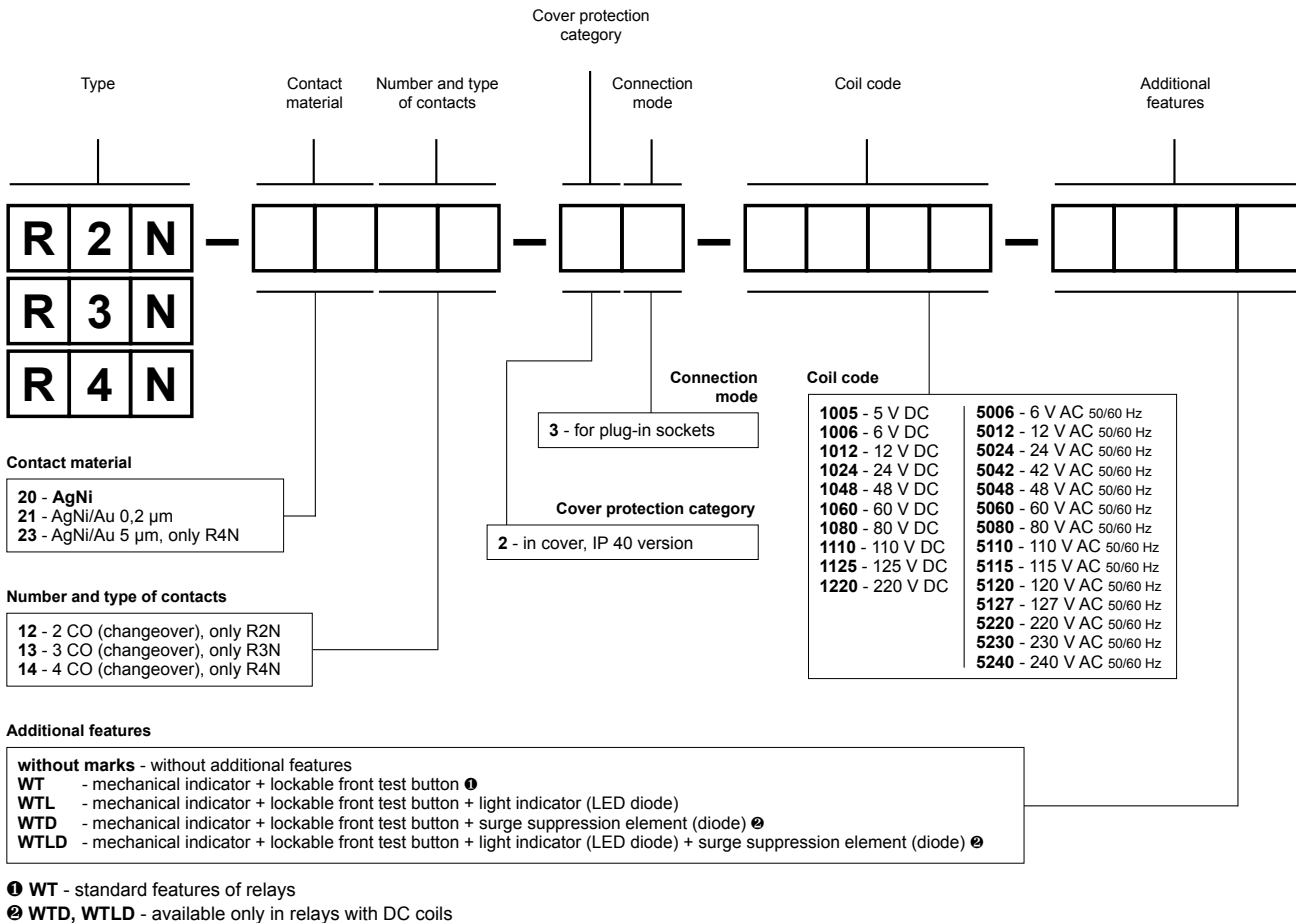 Cover protection
category
Type
Contact
material
Number and type
of contacts
Connection
mode
Coil code
Additional
features
R 2 N – – – –
R 3 N
R 4 N
Connection
mode
3 - for plug-in sockets
Coil code
1005 - 5 V DC
1006 - 6 V DC
1012 - 12 V DC
1024 - 24 V DC
1048 - 48 V DC
1060 - 60 V DC
1080 - 80 V DC
1110 - 110 V DC
1125 - 125 V DC
1220 - 220 V DC
5006 - 6 V AC 50/60 Hz
5012 - 12 V AC 50/60 Hz
5024 - 24 V AC 50/60 Hz
5042 - 42 V AC 50/60 Hz
5048 - 48 V AC 50/60 Hz
5060 - 60 V AC 50/60 Hz
5080 - 80 V AC 50/60 Hz
5110 - 110 V AC 50/60 Hz
5115 - 115 V AC 50/60 Hz
5120 - 120 V AC 50/60 Hz
5127 - 127 V AC 50/60 Hz
5220 - 220 V AC 50/60 Hz
5230 - 230 V AC 50/60 Hz
5240 - 240 V AC 50/60 Hz
Contact material
20 - AgNi
21 - AgNi/Au 0,2 µm
23 - AgNi/Au 5 µm, only R4N
Cover protection category
2 - in cover, IP 40 version
Number and type of contacts
12 - 2 CO (changeover), only R2N
13 - 3 CO (changeover), only R3N
14 - 4 CO (changeover), only R4N
Additional features
without marks - without additional features
WT - mechanical indicator + lockable front test button ❶
WTL - mechanical indicator + lockable front test button + light indicator (LED diode)
WTD - mechanical indicator + lockable front test button + surge suppression element (diode) ❷
WTLD - mechanical indicator + lockable front test button + light indicator (LED diode) + surge suppression element (diode) ❷
❶ WT - standard features of relays
❷ WTD, WTLD - available only in relays with DC coils